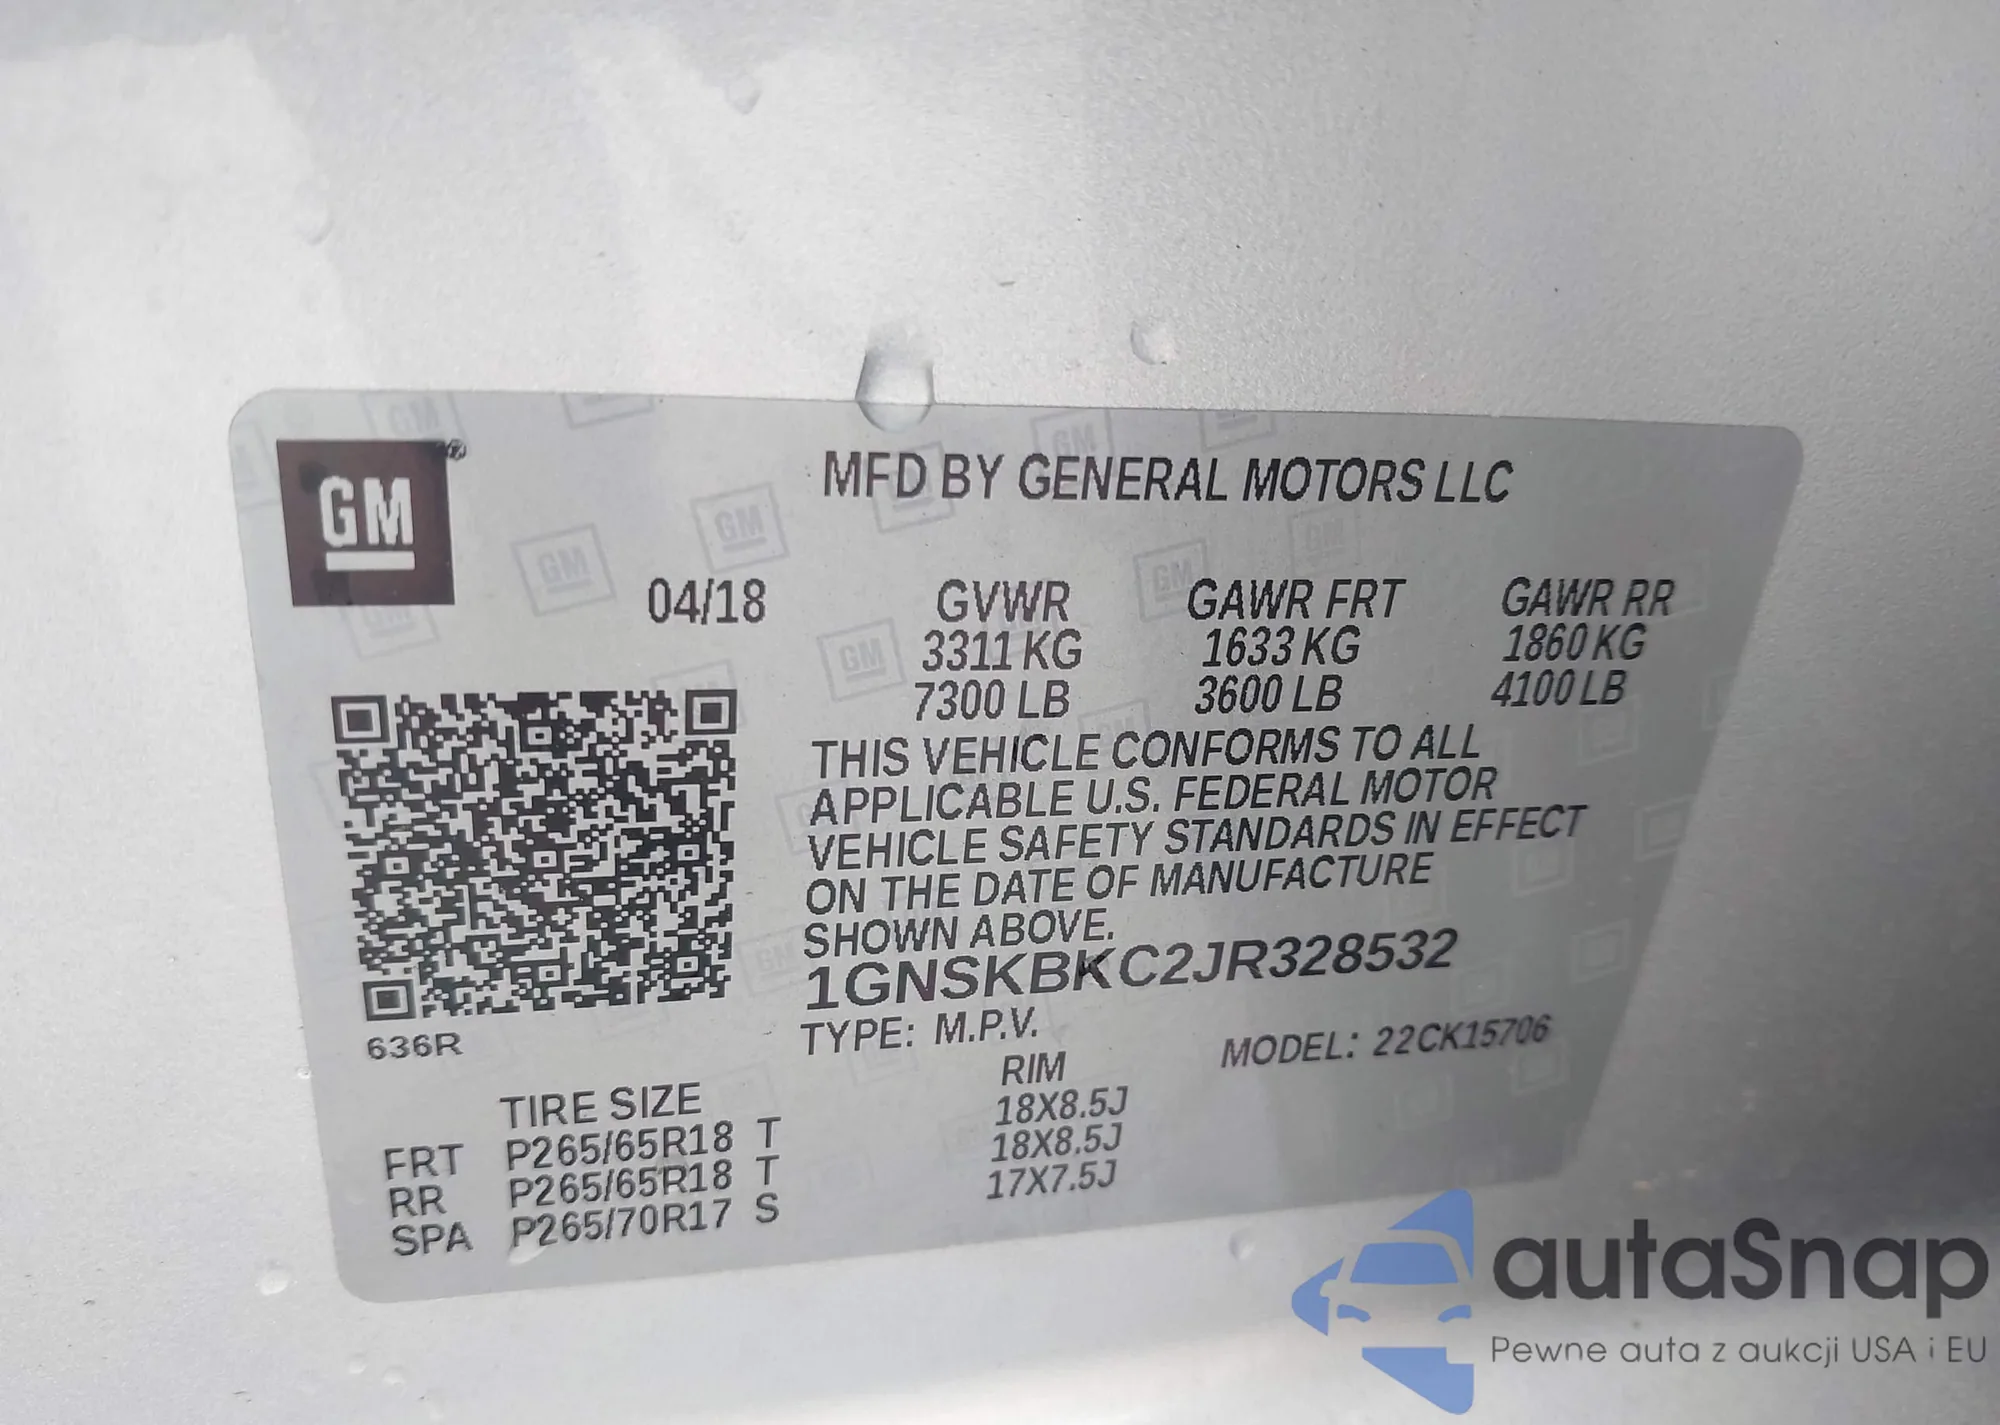 GM®
MFD BY GENERAL MOTORS LLC
04/18 GVWR GAWR FRT GAWR RR
3311 KG 1633 KG 1860 KG
7300 LB 3600 LB 4100 LB
THIS VEHICLE CONFORMS TO ALL
APPLICABLE U.S. FEDERAL MOTOR
VEHICLE SAFETY STANDARDS IN EFFECT
ON THE DATE OF MANUFACTURE
SHOWN ABOVE.
1GNSKBKC2JR328532
636R
TYPE: M.P.V. MODEL: 22CK15706
TIRE SIZE RIM
FRT P265/65R18 T 18X8.5J
RR P265/65R18 T 18X8.5J
SPA P265/70R17 S 17X7.5J
autaSnap
Pewne auta z aukcji USA i EU